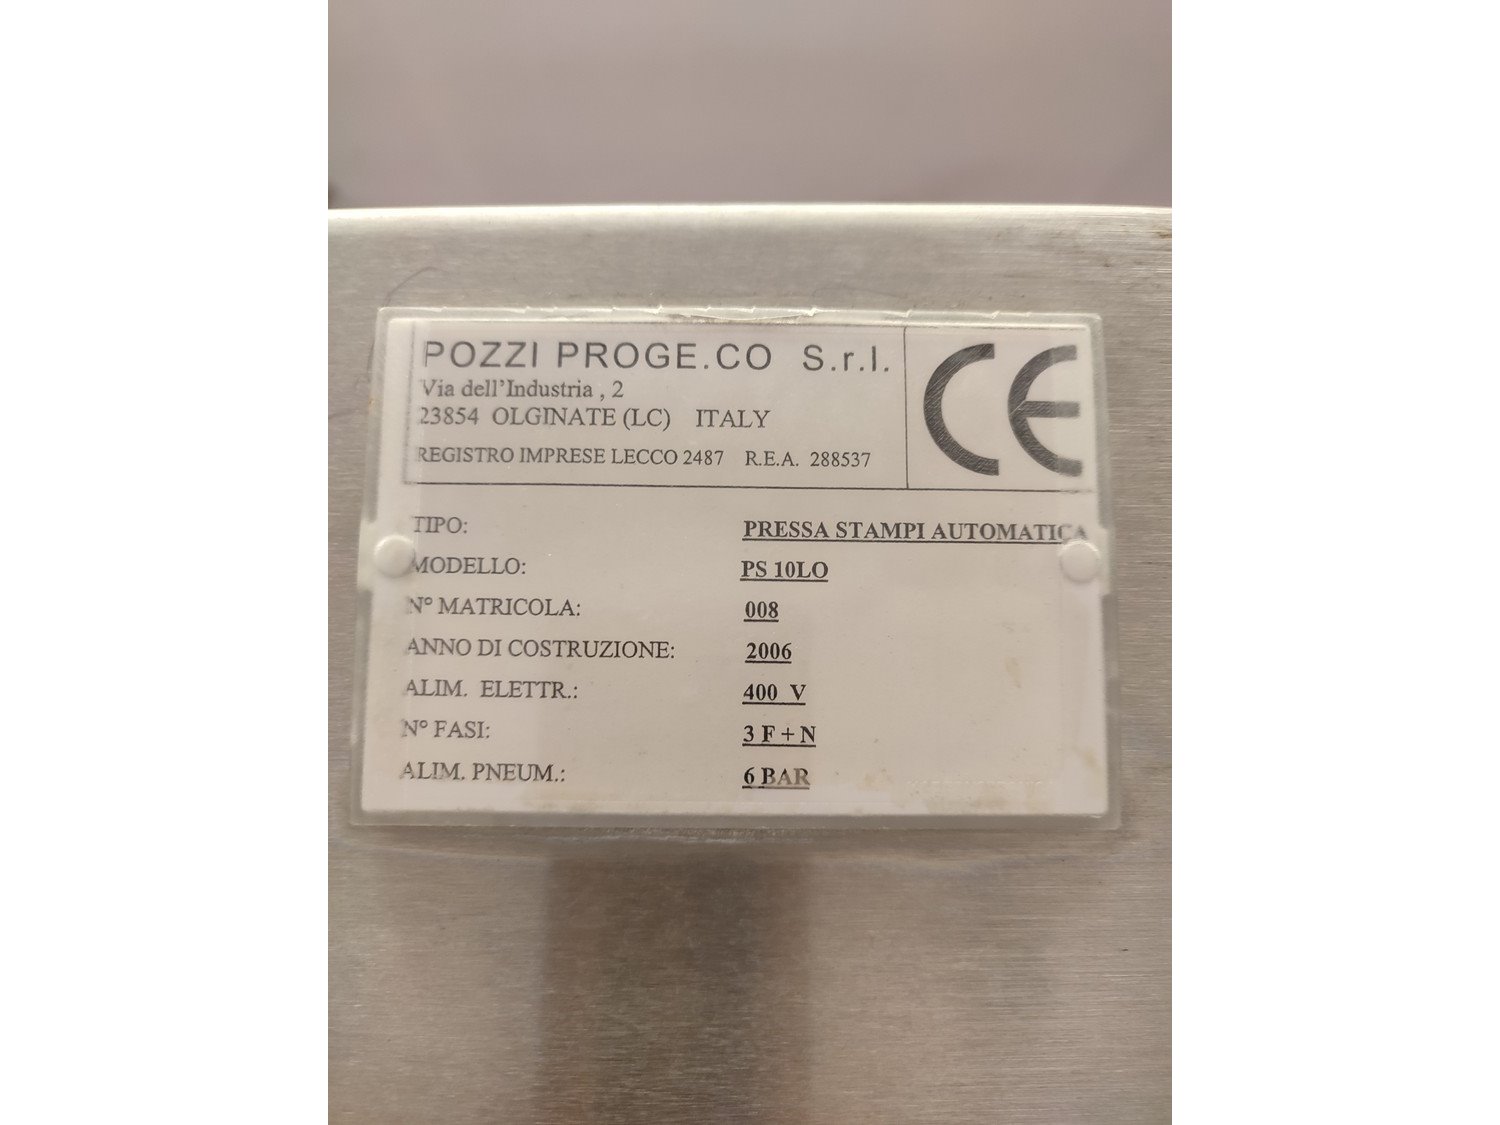 POZZI PROGE.CO S.r.l.
Via dell'Industria , 2
23854 OLGINATE (LC) ITALY
REGISTRO IMPRESE LECCO 2487 R.E.A. 288537
CE
TIPO: PRESSA STAMPI AUTOMATICA
MODELLO: PS 10LO
N° MATRICOLA: 008
ANNO DI COSTRUZIONE: 2006
ALIM. ELETTR.: 400 V
N° FASI: 3 F + N
ALIM. PNEUM.: 6 BAR